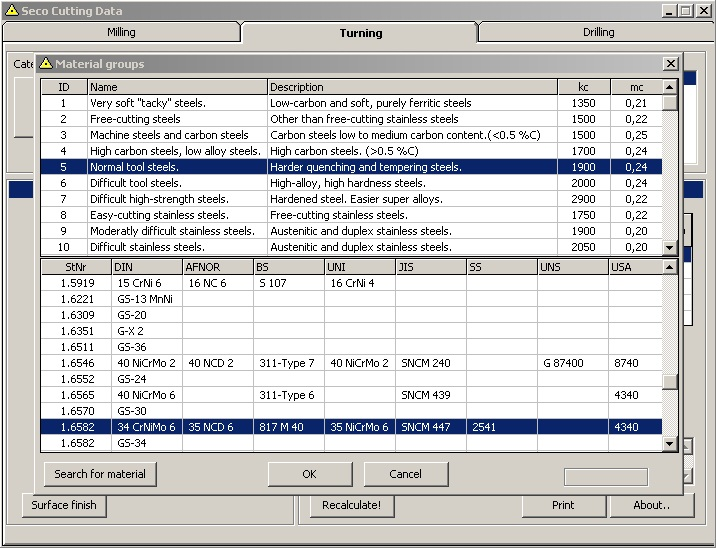 Seco Cutting Data
Milling Turning Drilling
Cate
Material groups
ID Name Description kc mc
1 Very soft "tacky" steels. Low-carbon and soft, purely ferritic steels 1350 0,21
2 Free-cutting steels Other than free-cutting stainless steels 1500 0,22
3 Machine steels and carbon steels Carbon steels low to medium carbon content.(<0.5 %C) 1500 0,25
4 High carbon steels, low alloy steels. High carbon steels. (>0.5 %C) 1700 0,24
5 Normal tool steels. Harder quenching and tempering steels. 1900 0,24
6 Difficult tool steels. High-alloy, high hardness steels. 2000 0,24
7 Difficult high-strength steels. Hardened steel. Easier super alloys. 2900 0,22
8 Easy-cutting stainless steels. Free-cutting stainless steels. 1750 0,22
9 Moderatly difficult stainless steels. Austenitic and duplex stainless steels. 1900 0,20
10 Difficult stainless steels. Austenitic and duplex stainless steels. 2050 0,20
StNr DIN AFNOR BS UNI JIS SS UNS USA
1.5919 15 CrNi 6 16 NC 6 S 107 16 CrNi 4
1.6221 GS-13 MnNi
1.6309 GS-20
1.6351 G-X 2
1.6511 GS-36
1.6546 40 NiCrMo 2 40 NCD 2 311-Type 7 40 NiCrMo 2 SNCM 240 G 87400 8740
1.6552 GS-24
1.6565 40 NiCrMo 6 311-Type 6 SNCM 439 4340
1.6570 GS-30
1.6582 34 CrNiMo 6 35 NCD 6 817 M 40 35 NiCrMo 6 SNCM 447 2541 4340
1.6582 GS-34
Search for material OK Cancel
Surface finish Recalculate! Print About..